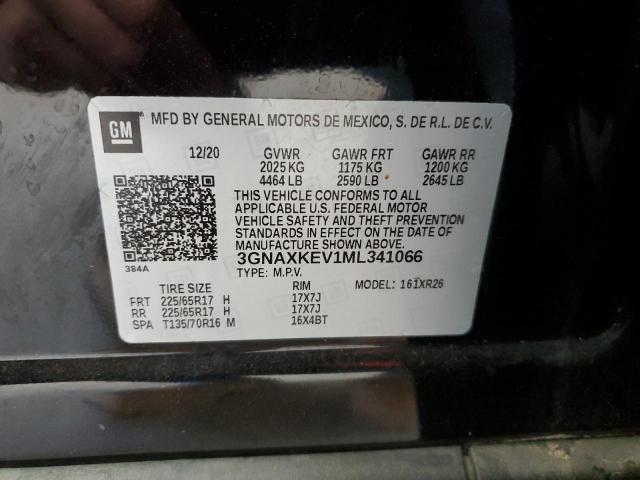 GM MFD BY GENERAL MOTORS DE MEXICO, S. DE R.L. DE C.V.
12/20 GVWR GAWR FRT GAWR RR
2025 KG 1175 KG 1200 KG
4464 LB 2590 LB 2645 LB
THIS VEHICLE CONFORMS TO ALL
APPLICABLE U.S. FEDERAL MOTOR
VEHICLE SAFETY AND THEFT PREVENTION
STANDARDS IN EFFECT ON THE DATE OF
MANUFACTURE SHOWN ABOVE.
3GNAXKEV1ML341066
384A TYPE: M.P.V.
TIRE SIZE RIM MODEL: 161XR26
FRT 225/65R17 H 17X7J
RR 225/65R17 H 17X7J
SPA T135/70R16 M 16X4BT